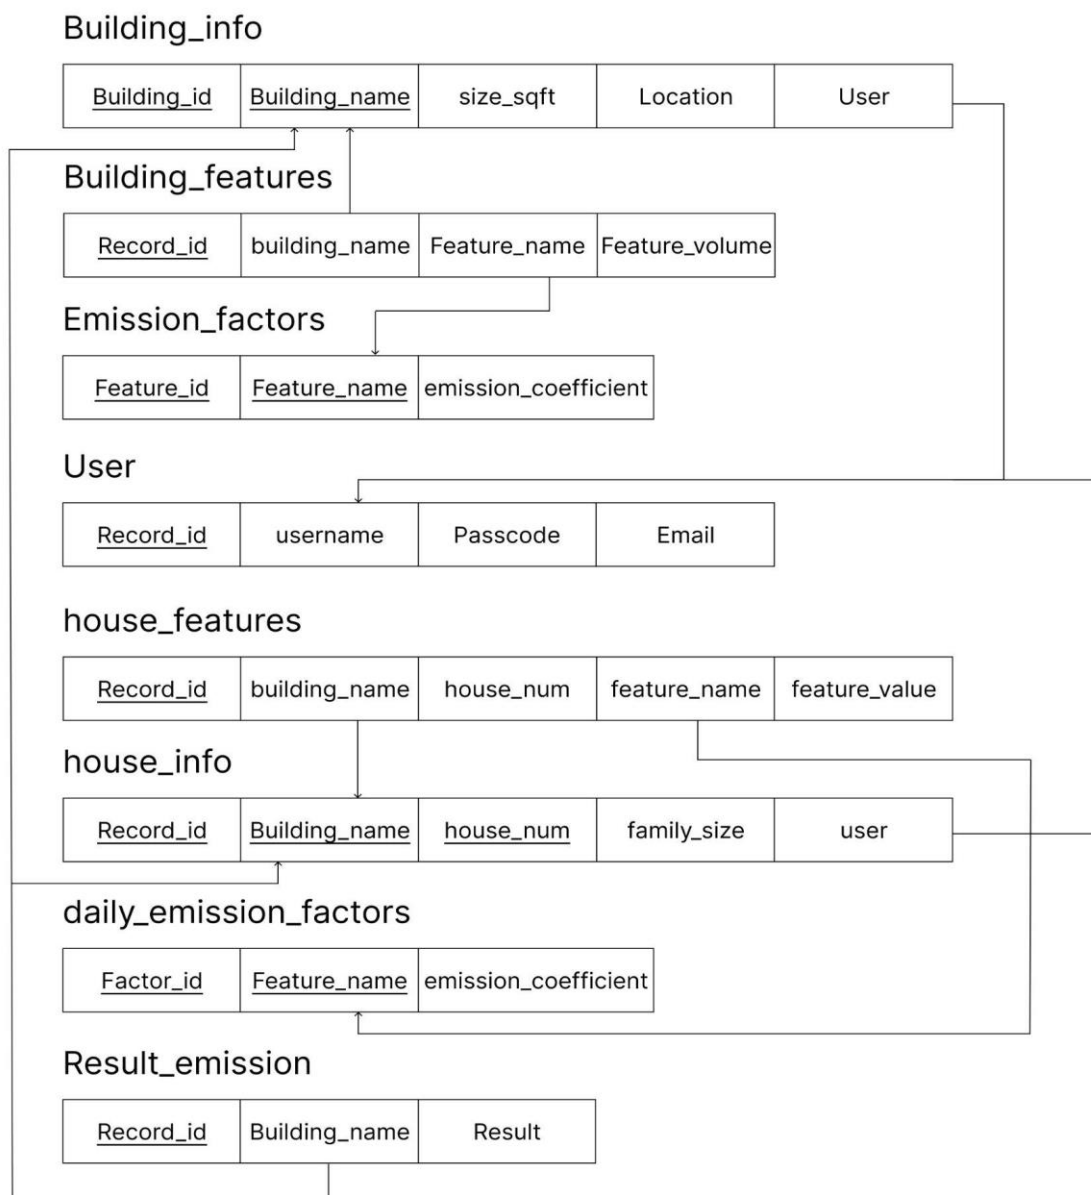 Building_info
Building_id Building_name size_sqft Location User
Building_features
Record_id building_name Feature_name Feature_volume
Emission_factors
Feature_id Feature_name emission_coefficient
User
Record_id username Passcode Email
house_features
Record_id building_name house_num feature_name feature_value
house_info
Record_id Building_name house_num family_size user
daily_emission_factors
Factor_id Feature_name emission_coefficient
Result_emission
Record_id Building_name Result